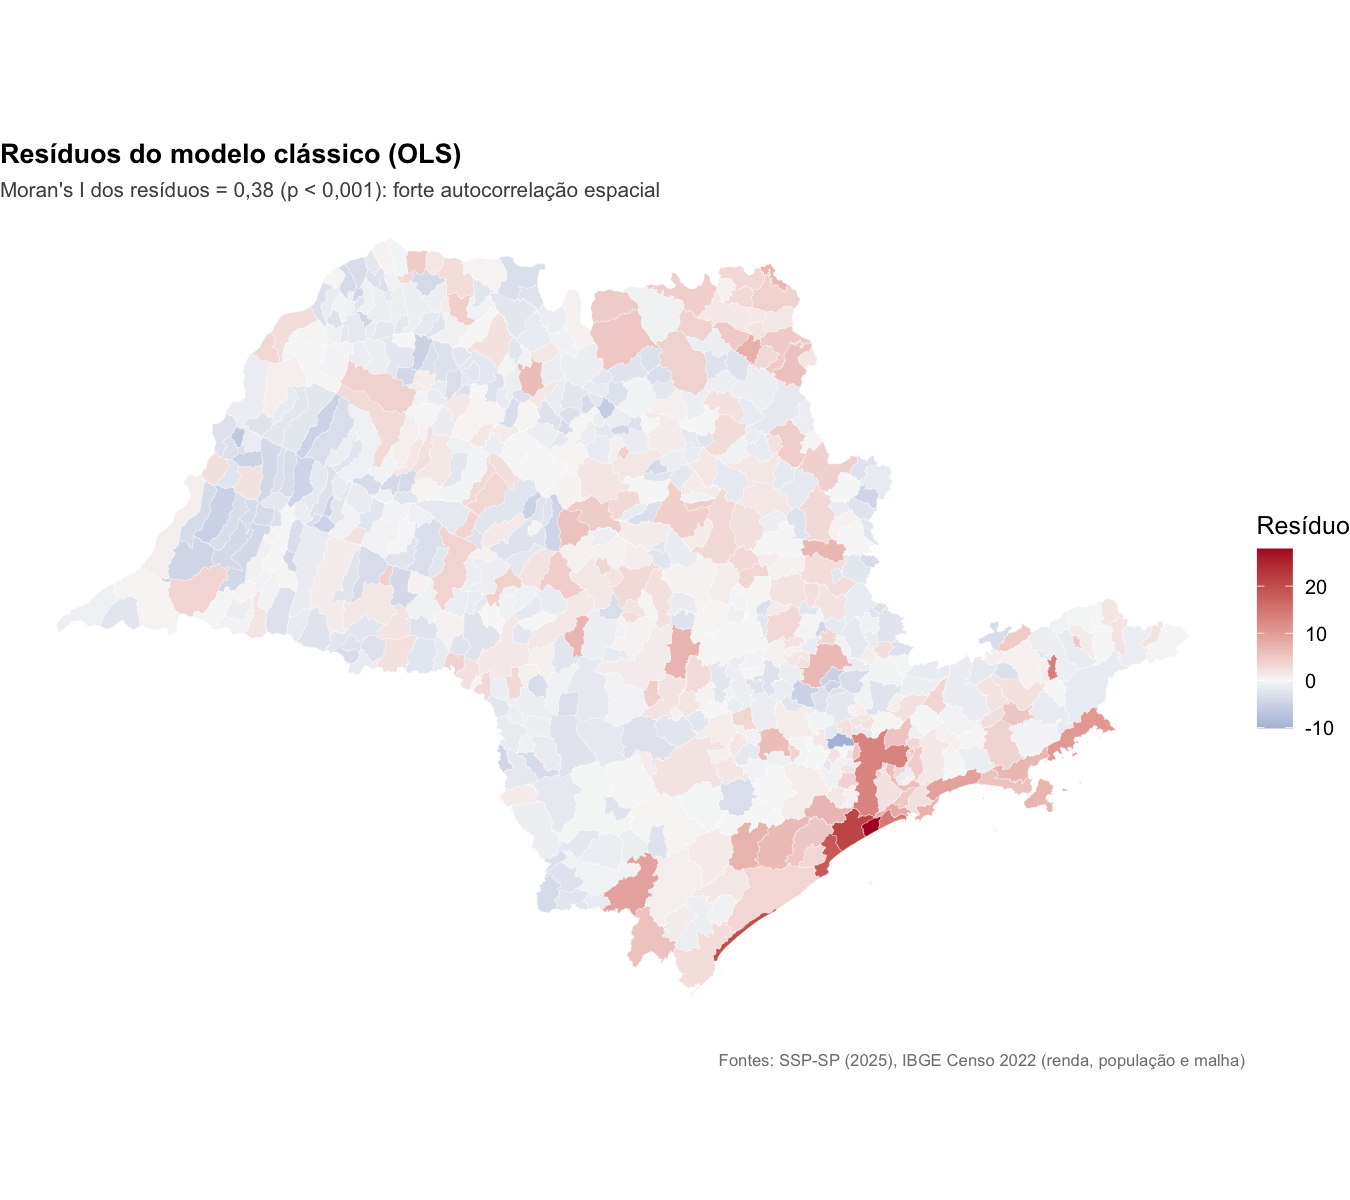 Resíduos do modelo clássico (OLS)
Moran's I dos resíduos = 0,38 (p < 0,001): forte autocorrelação espacial
Resíduo
20
10
0
-10
Fontes: SSP-SP (2025), IBGE Censo 2022 (renda, população e malha)